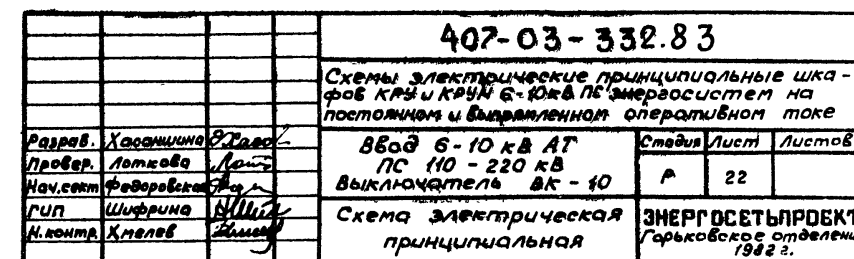 407-03-332.83
Схемы электрические принципиальные шка-
фов КРУ и КРУН 6-10кВ ПС энергосистем на
постоянном и выпрямленном оперативном токе
Разраб. Хасаншина
Провер. Лоткова
Нач.сект Федоровская
ГИП Шифрина
Н.контр. Хмелев
Ввод 6-10 кВ АТ
ПС 110-220 кВ
Выключатель ВК-10
Стадия Лист Листов
Р 22
Схема электрическая
принципиальная
ЭНЕРГОСЕТЬПРОЕКТ
Горьковское отделени
1982 г.